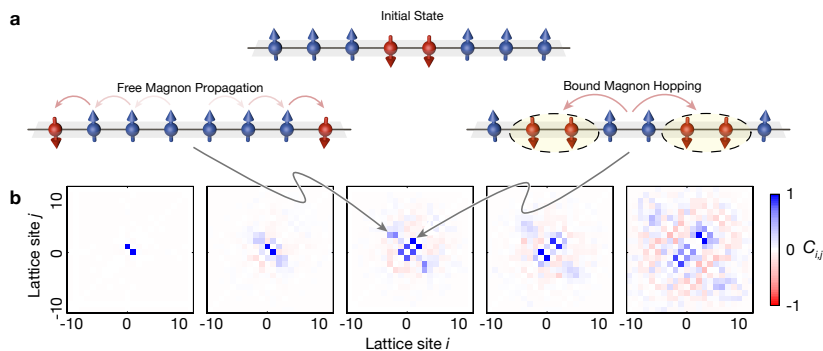 a
Initial State
Free Magnon Propagation
Bound Magnon Hopping
b
Lattice site j
10
0
-10
-10 0 10
-10 0 10
-10 0 10
-10 0 10
-10 0 10
Lattice site i
1
0
-1
C i,j